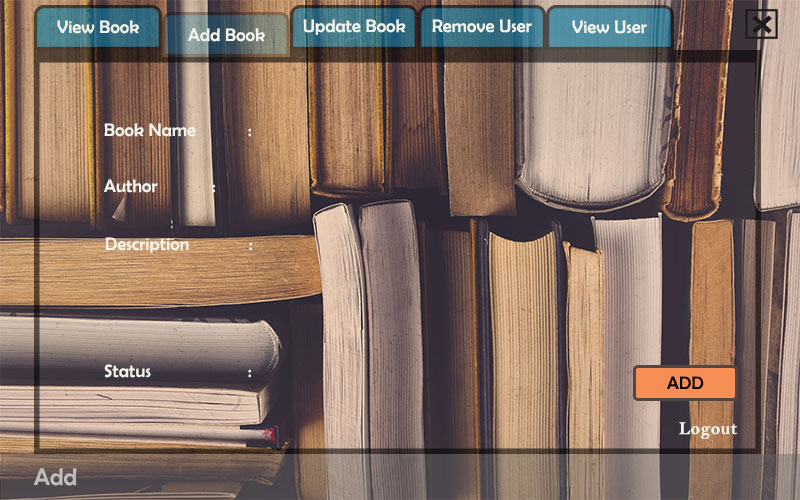 View Book
Add Book
Update Book
Remove User
View User
Book Name :
Author :
Description :
Status :
ADD
Logout
Add